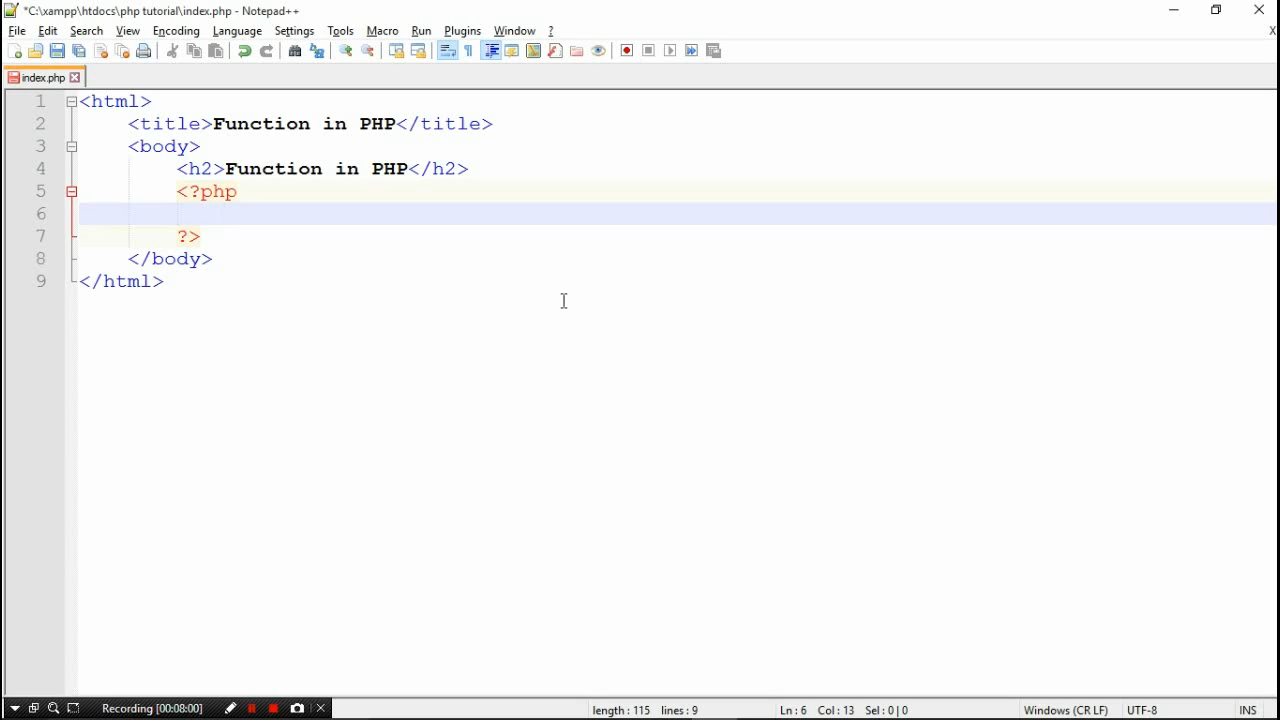 *C:\xampp\htdocs\php tutorial\index.php - Notepad++
File Edit Search View Encoding Language Settings Tools Macro Run Plugins Window ? X
index.php
1 <html>
2 <title>Function in PHP</title>
3 <body>
4 <h2>Function in PHP</h2>
5 <?php
6
7 ?>
8 </body>
9 </html>
Recording [00:08:00]
length : 115 lines : 9 Ln : 6 Col : 13 Sel : 0 | 0 Windows (CR LF) UTF-8 INS